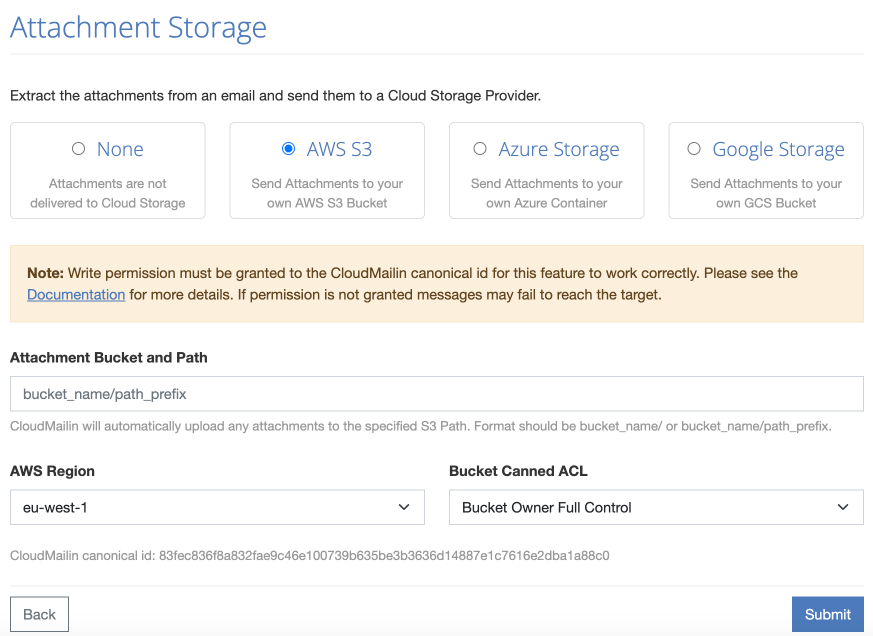 Attachment Storage
Extract the attachments from an email and send them to a Cloud Storage Provider.
None
Attachments are not
delivered to Cloud Storage
AWS S3
Send Attachments to your
own AWS S3 Bucket
Azure Storage
Send Attachments to your
own Azure Container
Google Storage
Send Attachments to your
own GCS Bucket
Note: Write permission must be granted to the CloudMailin canonical id for this feature to work correctly. Please see the
Documentation for more details. If permission is not granted messages may fail to reach the target.
Attachment Bucket and Path
bucket_name/path_prefix
CloudMailin will automatically upload any attachments to the specified S3 Path. Format should be bucket_name/ or bucket_name/path_prefix.
AWS Region
eu-west-1
Bucket Canned ACL
Bucket Owner Full Control
CloudMailin canonical id: 83fec836f8a832fae9c46e100739b635be3b3636d14887e1c7616e2dba1a88c0
Back
Submit